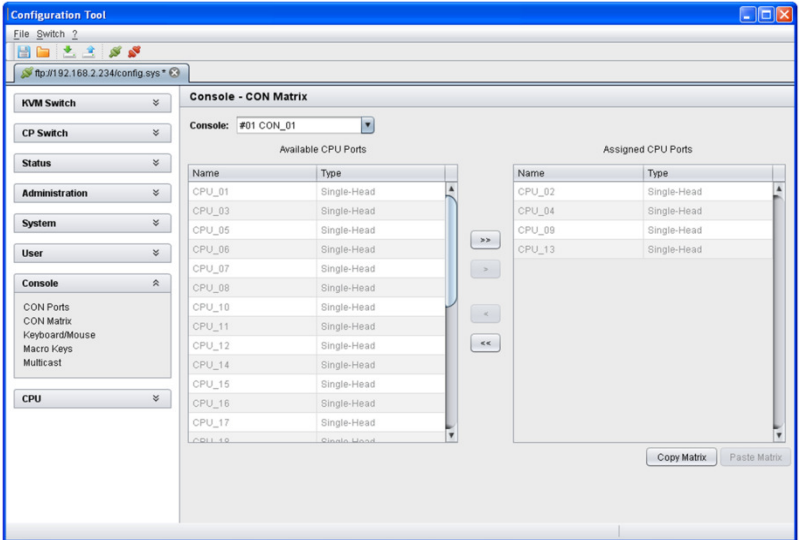 Configuration Tool
File Switch ?
ftp://192.168.2.234/config.sys *
KVM Switch
CP Switch
Status
Administration
System
User
Console
CON Ports
CON Matrix
Keyboard/Mouse
Macro Keys
Multicast
CPU
Console - CON Matrix
Console: #01 CON_01
Available CPU Ports
Name Type
CPU_01 Single-Head
CPU_03 Single-Head
CPU_05 Single-Head
CPU_06 Single-Head
CPU_07 Single-Head
CPU_08 Single-Head
CPU_10 Single-Head
CPU_11 Single-Head
CPU_12 Single-Head
CPU_14 Single-Head
CPU_15 Single-Head
CPU_16 Single-Head
CPU_17 Single-Head
CPU_18 Single-Head
>>
>
<
<<
Assigned CPU Ports
Name Type
CPU_02 Single-Head
CPU_04 Single-Head
CPU_09 Single-Head
CPU_13 Single-Head
Copy Matrix Paste Matrix